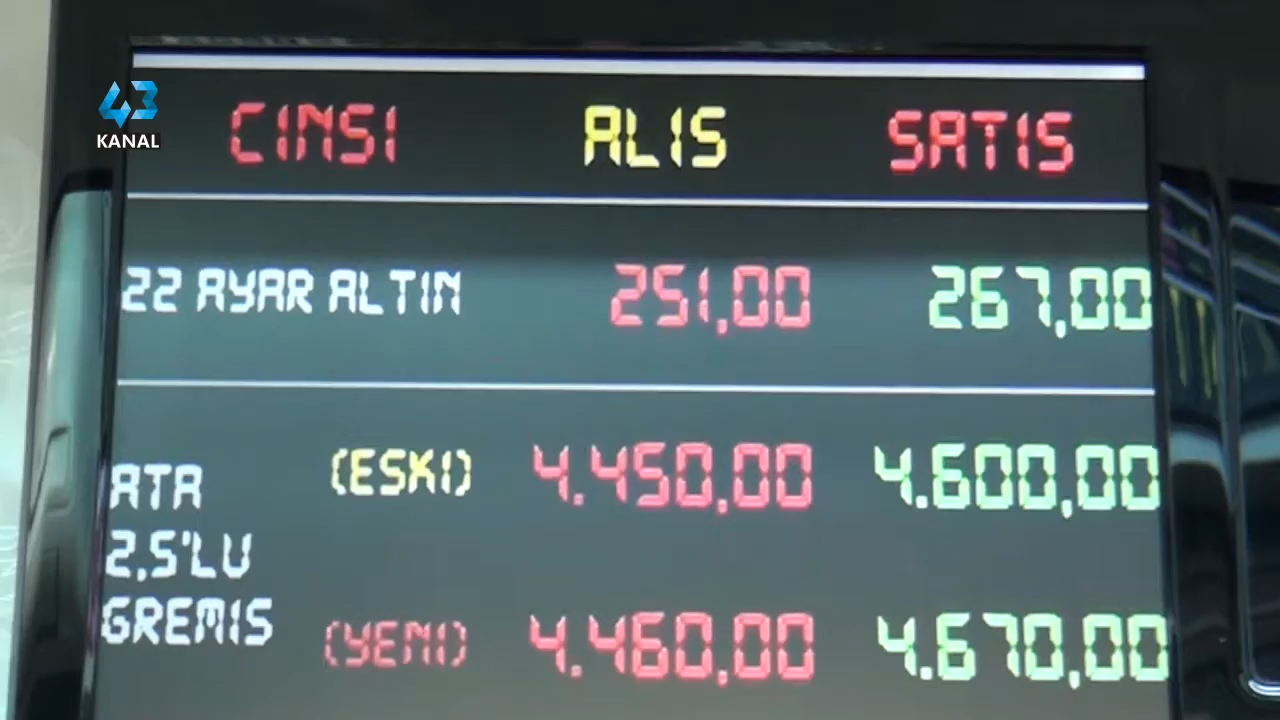 43
KANAL
CINSI ALIS SATIS
22 AYAR ALTIN 251,00 267,00
(ESKI) 4.450,00 4.600,00
ATA
2,5'LU
GREMIS
(YENI) 4.460,00 4.670,00